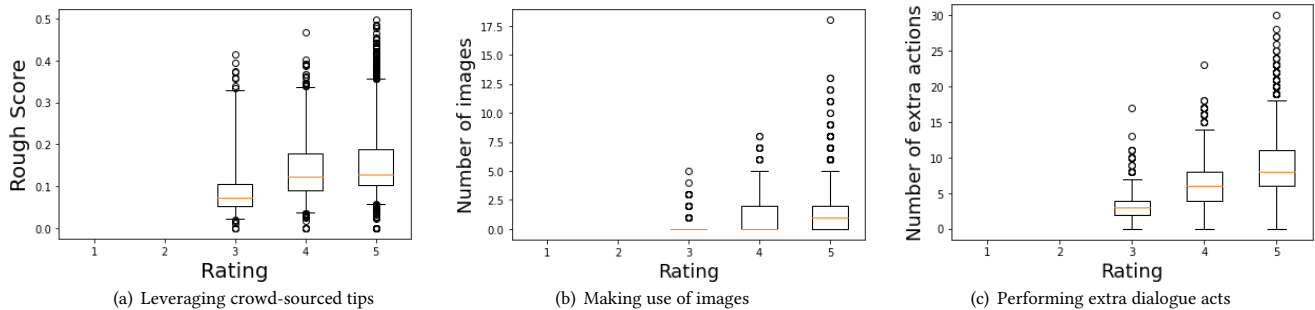 Rough Score
0.5
0.4
0.3
0.2
0.1
0.0
1 2 3 4 5
Rating
(a) Leveraging crowd-sourced tips
Number of images
17.5
15.0
12.5
10.0
7.5
5.0
2.5
0.0
1 2 3 4 5
Rating
(b) Making use of images
Number of extra actions
30
25
20
15
10
5
0
1 2 3 4 5
Rating
(c) Performing extra dialogue acts